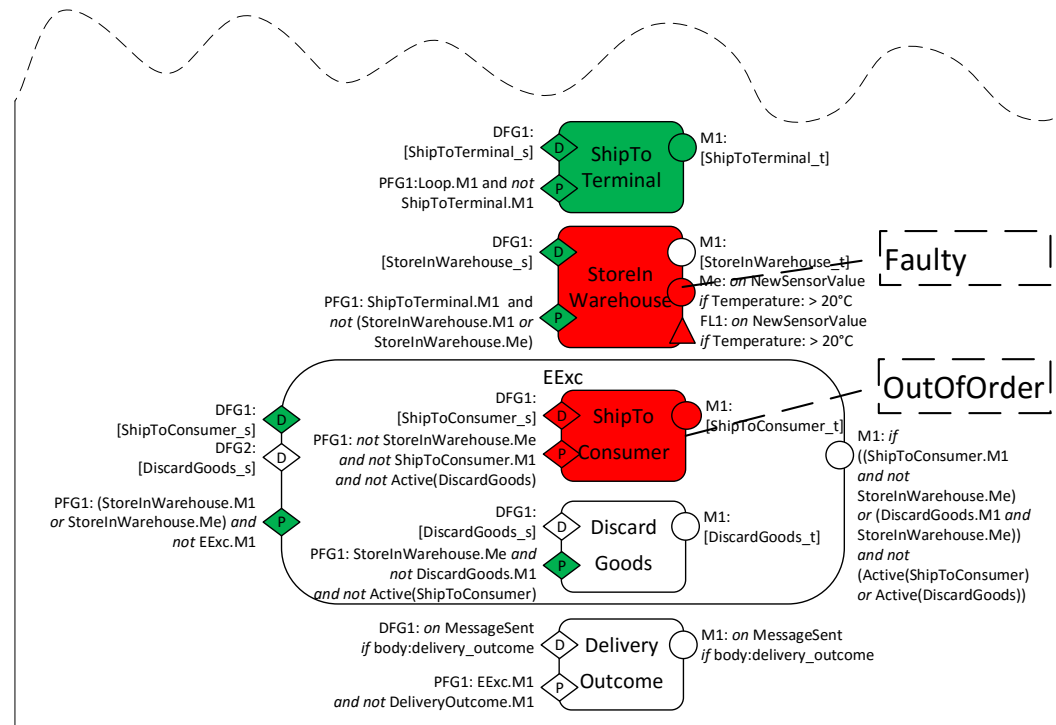 DFG1:
[ShipToTerminal_s]
D
ShipTo
Terminal
M1:
[ShipToTerminal_t]
PFG1:Loop.M1 and not
ShipToTerminal.M1
P
DFG1:
[StoreInWarehouse_s]
D
StoreIn
Warehouse
M1:
[StoreInWarehouse_t]
Me: on NewSensorValue
if Temperature: > 20°C
FL1: on NewSensorValue
if Temperature: > 20°C
Faulty
PFG1: ShipToTerminal.M1 and
not (StoreInWarehouse.M1 or
StoreInWarehouse.Me)
P
EExc
DFG1:
[ShipToConsumer_s]
D
DFG2:
[DiscardGoods_s]
D
PFG1: (StoreInWarehouse.M1
or StoreInWarehouse.Me) and
not EExc.M1
P
DFG1:
[ShipToConsumer_s]
D
ShipTo
Consumer
M1:
[ShipToConsumer_t]
OutOfOrder
PFG1: not StoreInWarehouse.Me
and not ShipToConsumer.M1
and not Active(DiscardGoods)
P
DFG1:
[DiscardGoods_s]
D
Discard
Goods
M1:
[DiscardGoods_t]
PFG1: StoreInWarehouse.Me and
not DiscardGoods.M1
and not Active(ShipToConsumer)
P
M1: if
((ShipToConsumer.M1
and not
StoreInWarehouse.Me)
or (DiscardGoods.M1 and
StoreInWarehouse.Me))
and not
(Active(ShipToConsumer)
or Active(DiscardGoods))
DFG1: on MessageSent
if body:delivery_outcome
D
Delivery
Outcome
M1: on MessageSent
if body:delivery_outcome
PFG1: EExc.M1
and not DeliveryOutcome.M1
P